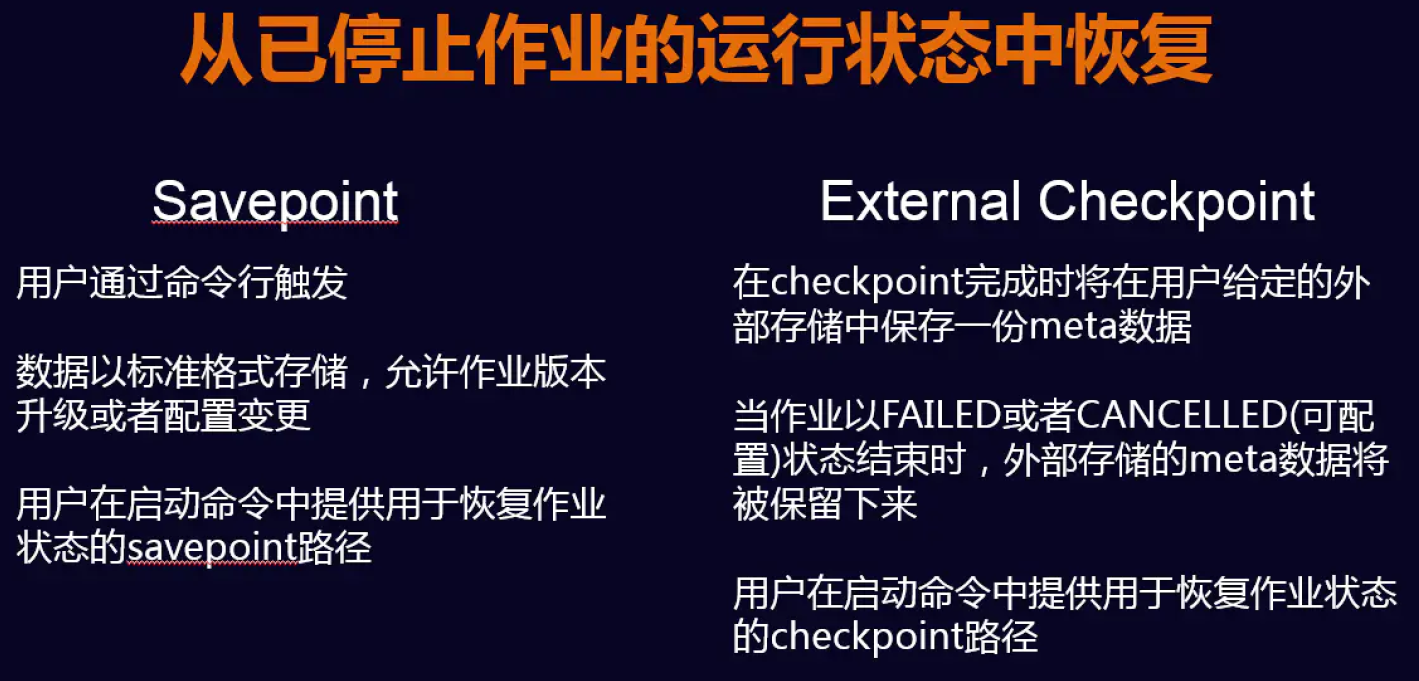 从已停止作业的运行状态中恢复
Savepoint
用户通过命令行触发
数据以标准格式存储，允许作业版本
升级或者配置变更
用户在启动命令中提供用于恢复作业
状态的savepoint路径
External Checkpoint
在checkpoint完成时将在用户给定的外
部存储中保存一份meta数据
当作业以FAILED或者CANCELLED(可配
置)状态结束时，外部存储的meta数据将
被保留下来
用户在启动命令中提供用于恢复作业状态
的checkpoint路径